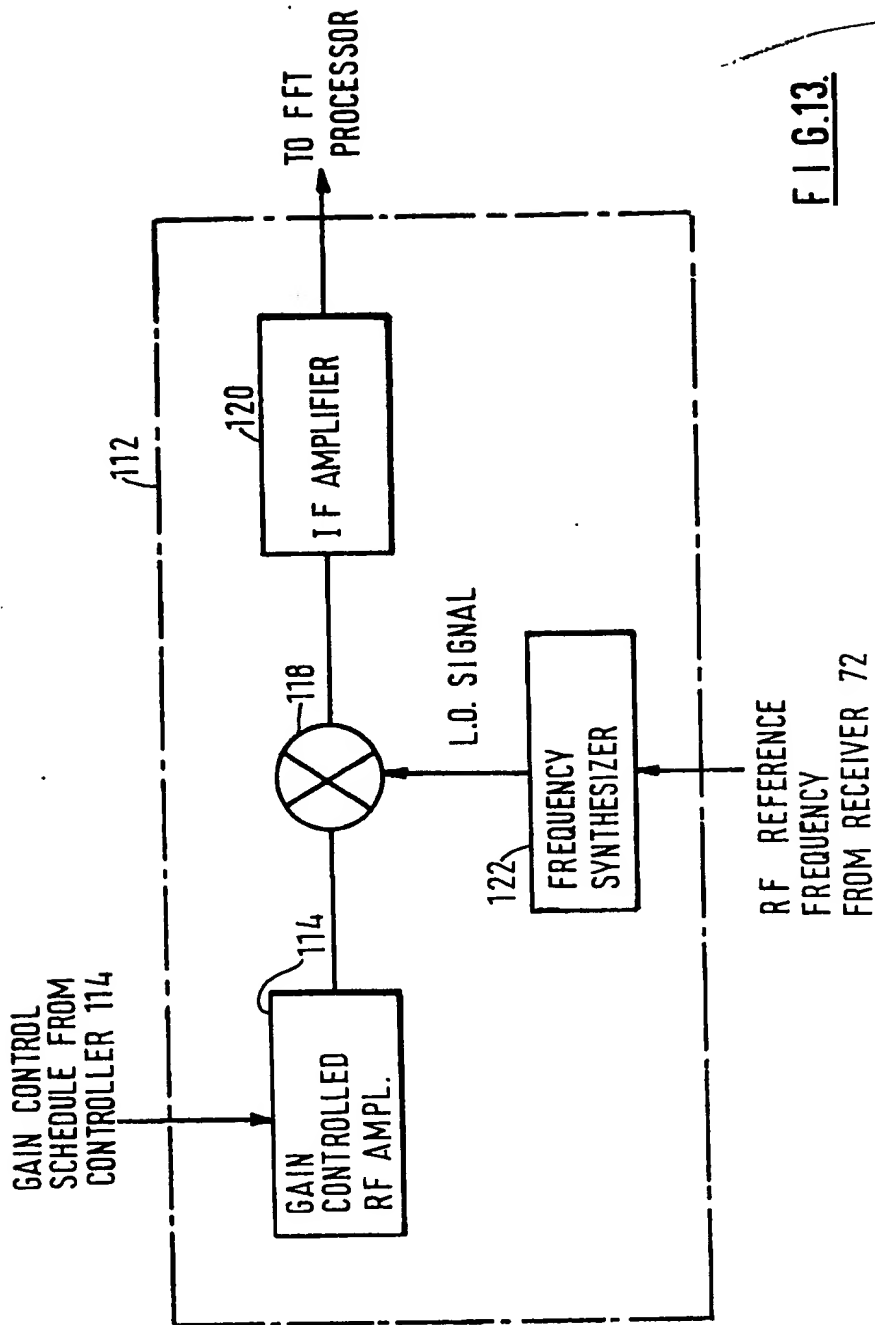 GAIN CONTROL
SCHEDULE FROM
CONTROLLER 114
112
114
GAIN
CONTROLLED
RF AMPL.
118
120
IF AMPLIFIER
TO FFT
PROCESSOR
L.O. SIGNAL
122
FREQUENCY
SYNTHESIZER
RF REFERENCE
FREQUENCY
FROM RECEIVER 72
FIG.13.